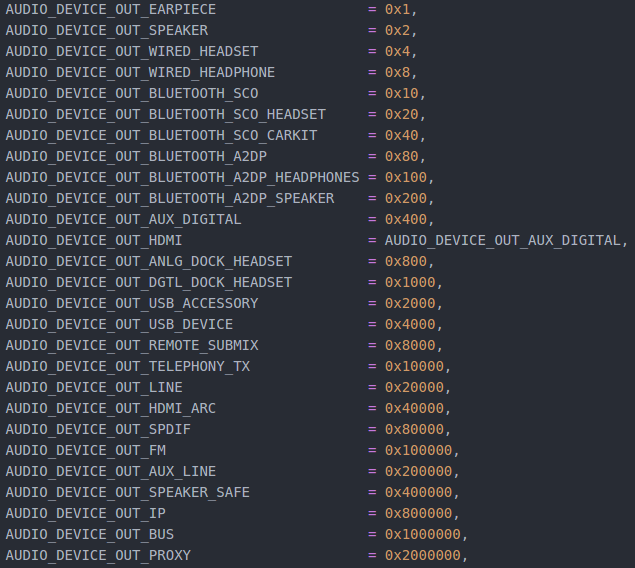 AUDIO_DEVICE_OUT_EARPIECE = 0x1,
AUDIO_DEVICE_OUT_SPEAKER = 0x2,
AUDIO_DEVICE_OUT_WIRED_HEADSET = 0x4,
AUDIO_DEVICE_OUT_WIRED_HEADPHONE = 0x8,
AUDIO_DEVICE_OUT_BLUETOOTH_SCO = 0x10,
AUDIO_DEVICE_OUT_BLUETOOTH_SCO_HEADSET = 0x20,
AUDIO_DEVICE_OUT_BLUETOOTH_SCO_CARKIT = 0x40,
AUDIO_DEVICE_OUT_BLUETOOTH_A2DP = 0x80,
AUDIO_DEVICE_OUT_BLUETOOTH_A2DP_HEADPHONES = 0x100,
AUDIO_DEVICE_OUT_BLUETOOTH_A2DP_SPEAKER = 0x200,
AUDIO_DEVICE_OUT_AUX_DIGITAL = 0x400,
AUDIO_DEVICE_OUT_HDMI = AUDIO_DEVICE_OUT_AUX_DIGITAL,
AUDIO_DEVICE_OUT_ANLG_DOCK_HEADSET = 0x800,
AUDIO_DEVICE_OUT_DGTL_DOCK_HEADSET = 0x1000,
AUDIO_DEVICE_OUT_USB_ACCESSORY = 0x2000,
AUDIO_DEVICE_OUT_USB_DEVICE = 0x4000,
AUDIO_DEVICE_OUT_REMOTE_SUBMIX = 0x8000,
AUDIO_DEVICE_OUT_TELEPHONY_TX = 0x10000,
AUDIO_DEVICE_OUT_LINE = 0x20000,
AUDIO_DEVICE_OUT_HDMI_ARC = 0x40000,
AUDIO_DEVICE_OUT_SPDIF = 0x80000,
AUDIO_DEVICE_OUT_FM = 0x100000,
AUDIO_DEVICE_OUT_AUX_LINE = 0x200000,
AUDIO_DEVICE_OUT_SPEAKER_SAFE = 0x400000,
AUDIO_DEVICE_OUT_IP = 0x800000,
AUDIO_DEVICE_OUT_BUS = 0x1000000,
AUDIO_DEVICE_OUT_PROXY = 0x2000000,